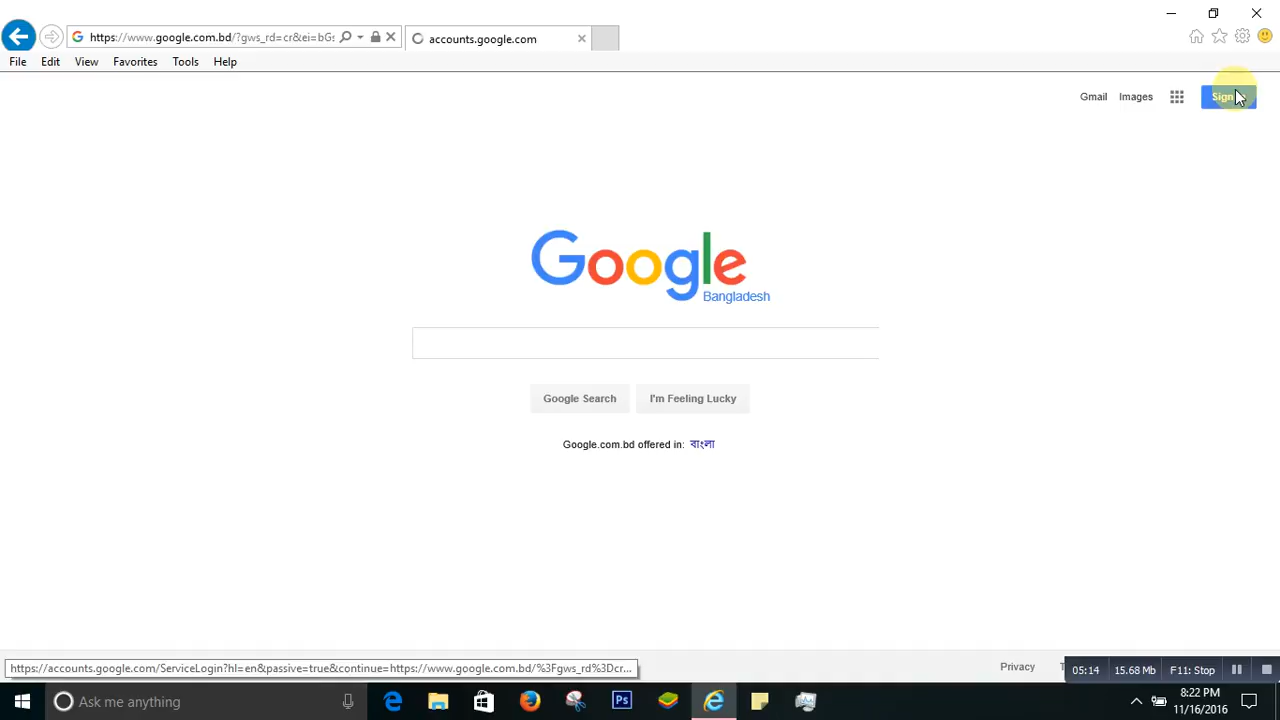 https://www.google.com.bd/?gws_rd=cr&ei=bGs
accounts.google.com
File Edit View Favorites Tools Help
Gmail Images Sign
Google
Bangladesh
Google Search I'm Feeling Lucky
Google.com.bd offered in: বাংলা
https://accounts.google.com/ServiceLogin?hl=en&passive=true&continue=https://www.google.com.bd/%3Fgws_rd%3Dcr...
Privacy
05:14 15.68 Mb F11: Stop
Ask me anything
Ps
8:22 PM
11/16/2016